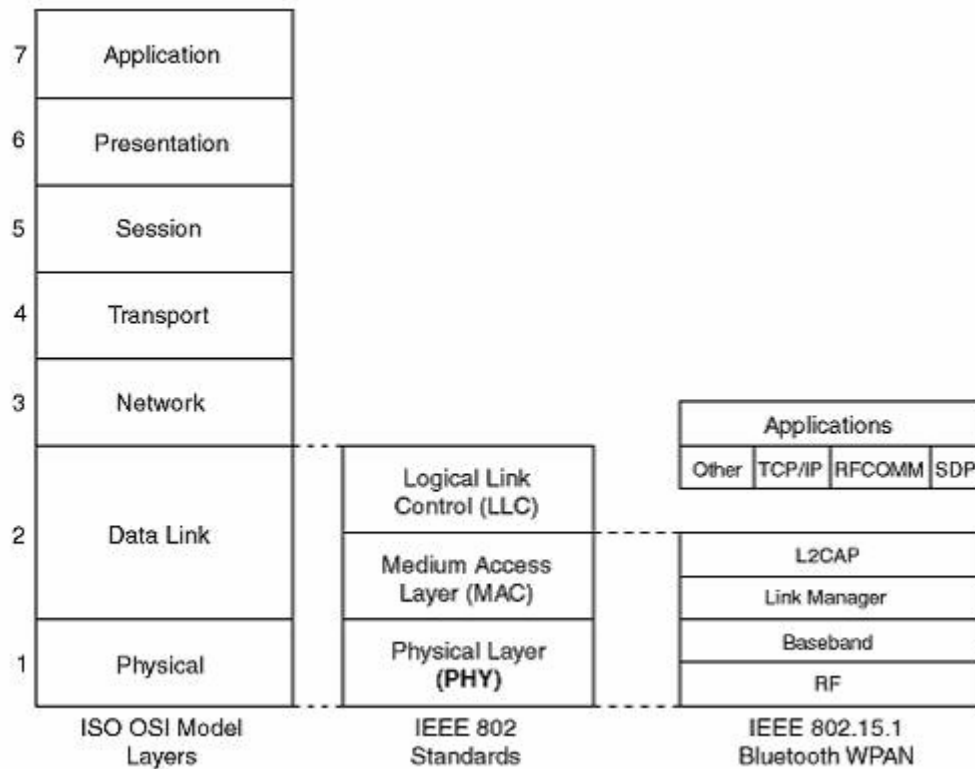 7 Application
6 Presentation
5 Session
4 Transport
3 Network
2 Data Link
1 Physical
ISO OSI Model
Layers
Logical Link
Control (LLC)
Medium Access
Layer (MAC)
Physical Layer
(PHY)
IEEE 802
Standards
Applications
Other TCP/IP RFCOMM SDP
L2CAP
Link Manager
Baseband
RF
IEEE 802.15.1
Bluetooth WPAN